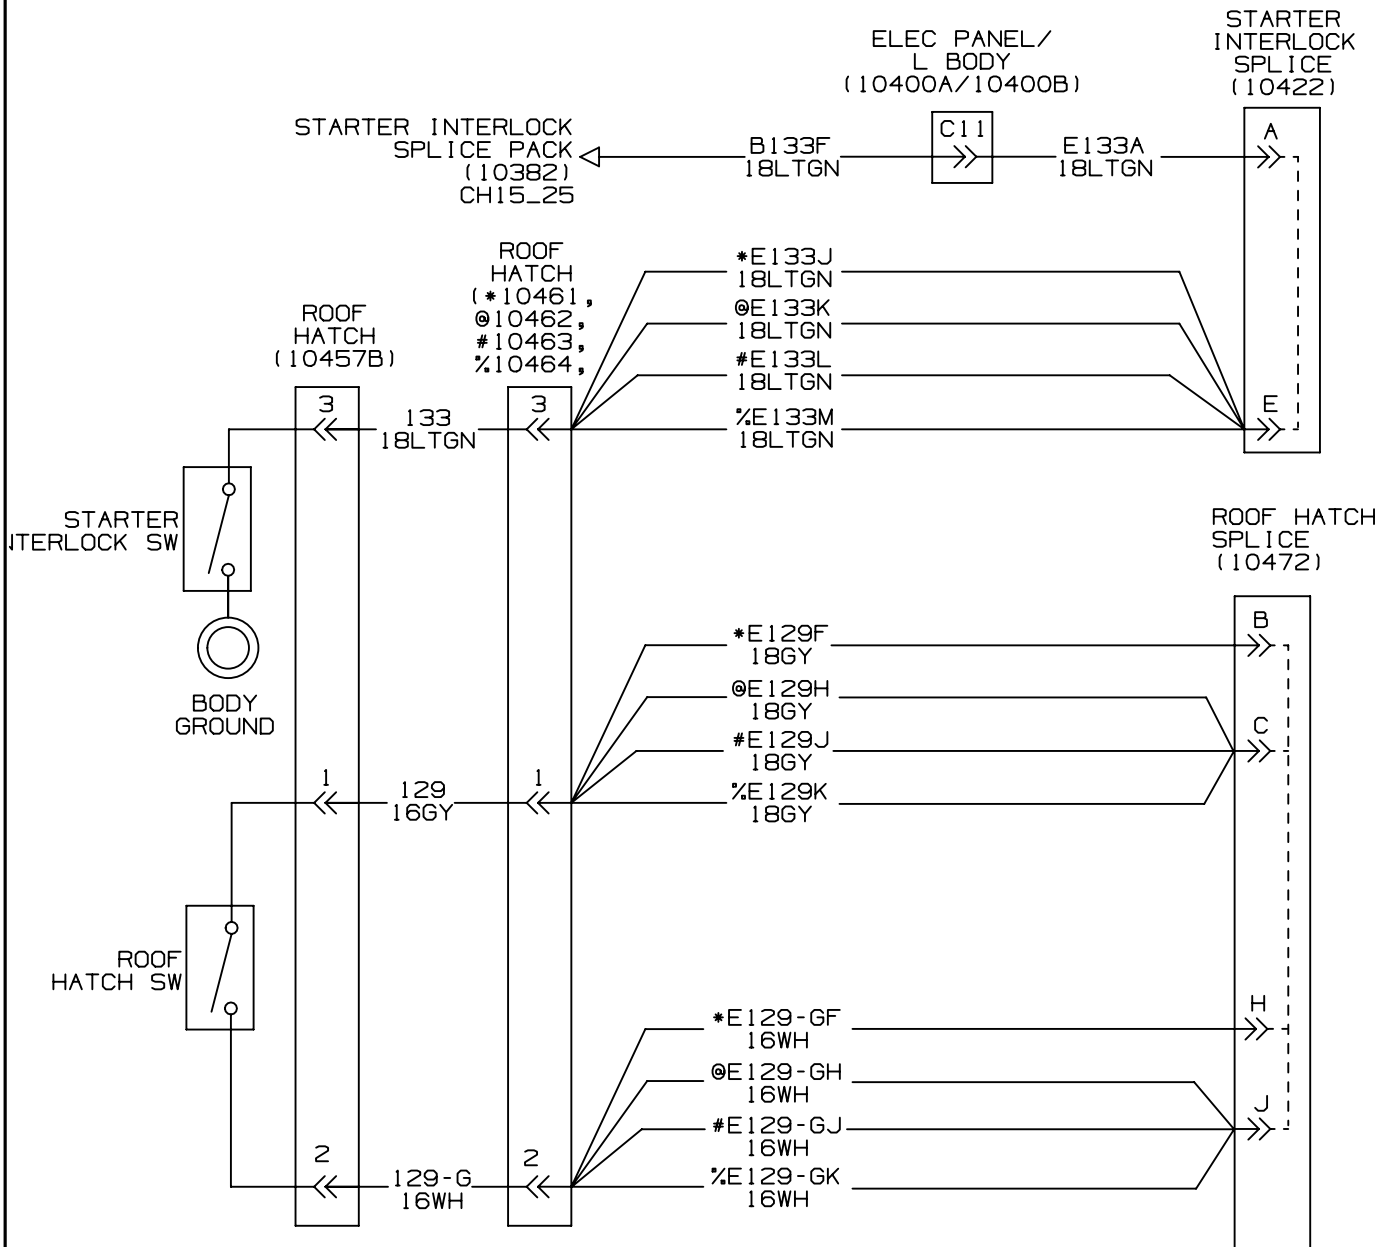 STARTER
INTERLOCK
SPLICE
(10422)
ELEC PANEL/
L BODY
(10400A/10400B)
STARTER INTERLOCK
SPLICE PACK
(10382)
CH15_25
B133F
18LTGN
C11
E133A
18LTGN
A
ROOF
HATCH
(*10461,
@10462,
#10463,
%10464,
ROOF
HATCH
(10457B)
*E133J
18LTGN
@E133K
18LTGN
#E133L
18LTGN
%E133M
18LTGN
3
133
18LTGN
3
E
STARTER
NTERLOCK SW
BODY
GROUND
ROOF HATCH
SPLICE
(10472)
*E129F
18GY
B
@E129H
18GY
#E129J
18GY
C
%E129K
18GY
1
129
16GY
1
ROOF
HATCH SW
*E129-GF
16WH
H
@E129-GH
16WH
#E129-GJ
16WH
J
%E129-GK
16WH
2
129-G
16WH
2